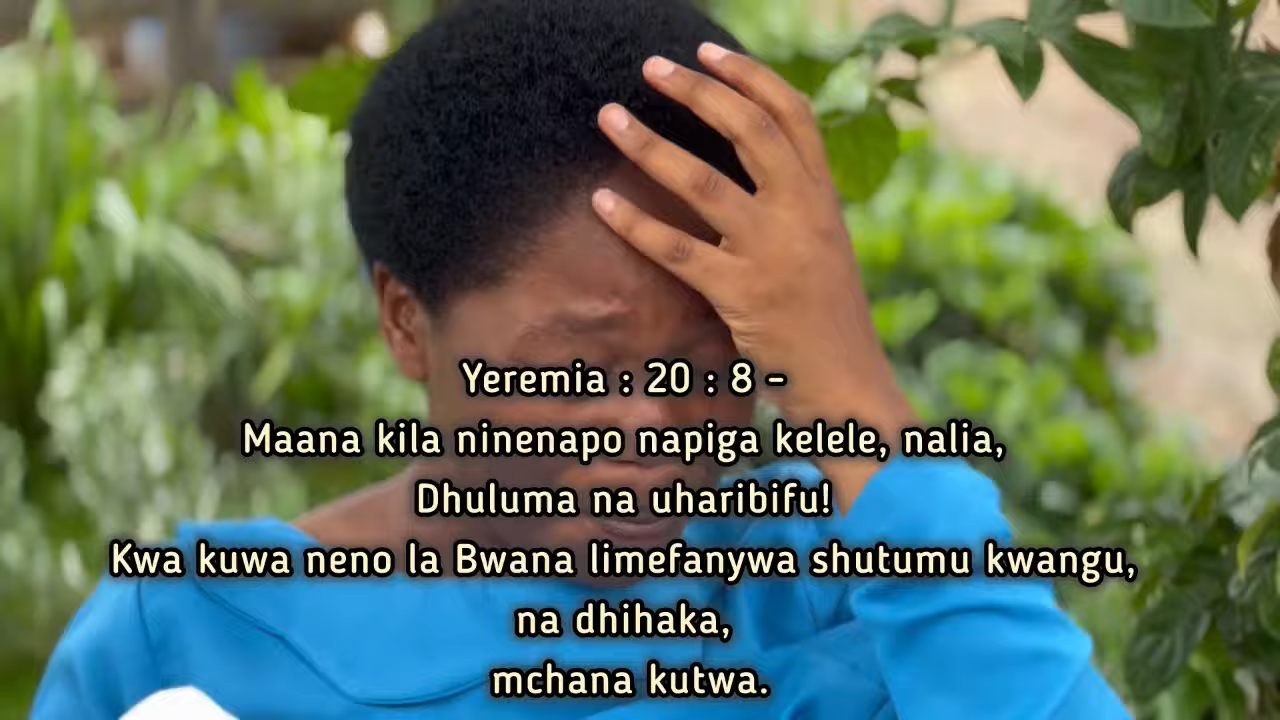 Yeremia : 20 : 8 -
Maana kila ninenapo napiga kelele, nalia,
Dhuluma na uharibifu!
Kwa kuwa neno la Bwana limefanywa shutumu kwangu,
na dhihaka,
mchana kutwa.